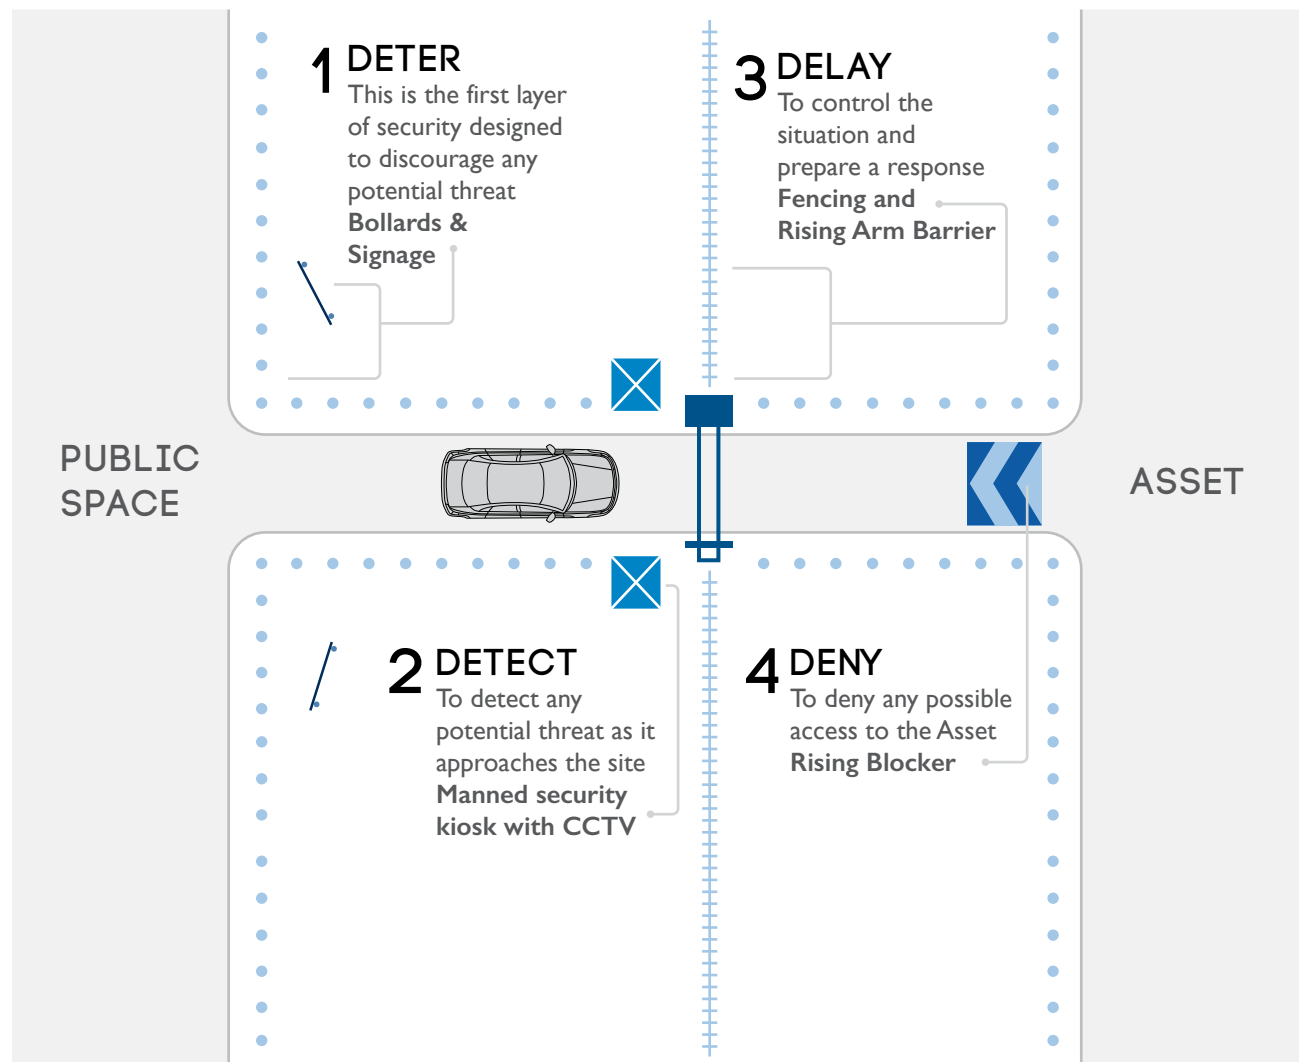 1 DETER
This is the first layer
of security designed
to discourage any
potential threat
Bollards &
Signage
3 DELAY
To control the
situation and
prepare a response
Fencing and
Rising Arm Barrier
PUBLIC
SPACE
ASSET
2 DETECT
To detect any
potential threat as it
approaches the site
Manned security
kiosk with CCTV
4 DENY
To deny any possible
access to the Asset
Rising Blocker